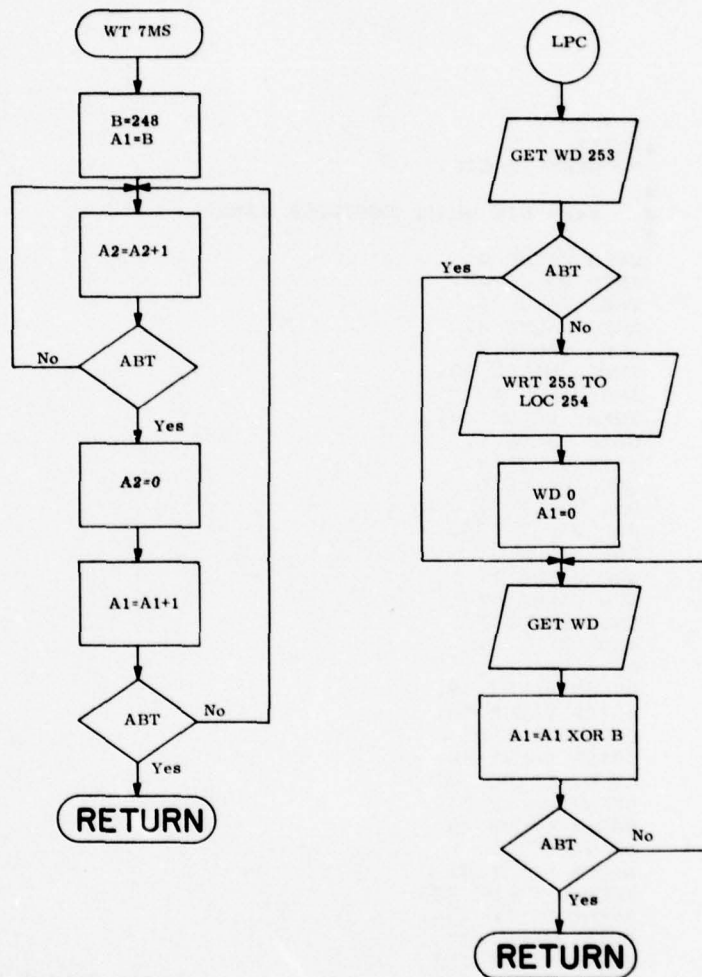 WT 7MS
B=248
A1=B
A2=A2+1
No
ABT
Yes
A2=0
A1=A1+1
ABT
No
Yes
RETURN
LPC
GET WD 253
Yes
ABT
No
WRT 255 TO
LOC 254
WD 0
A1=0
GET WD
A1=A1 XOR B
ABT
No
Yes
RETURN